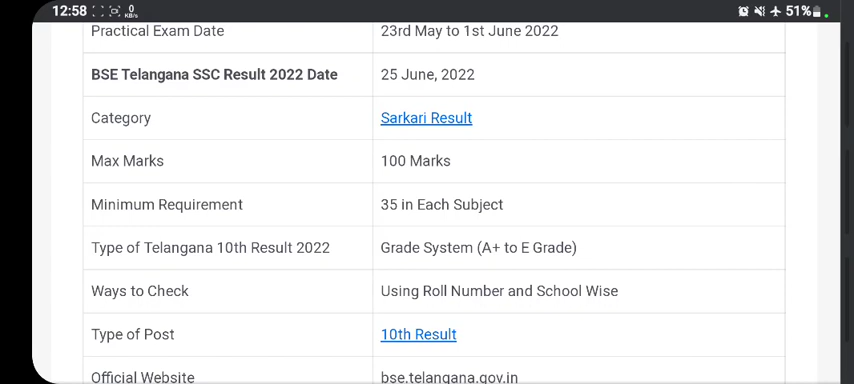 12:58 0 KB/s 51%
Practical Exam Date 23rd May to 1st June 2022
BSE Telangana SSC Result 2022 Date 25 June, 2022
Category Sarkari Result
Max Marks 100 Marks
Minimum Requirement 35 in Each Subject
Type of Telangana 10th Result 2022 Grade System (A+ to E Grade)
Ways to Check Using Roll Number and School Wise
Type of Post 10th Result
Official Website bse.telangana.gov.in